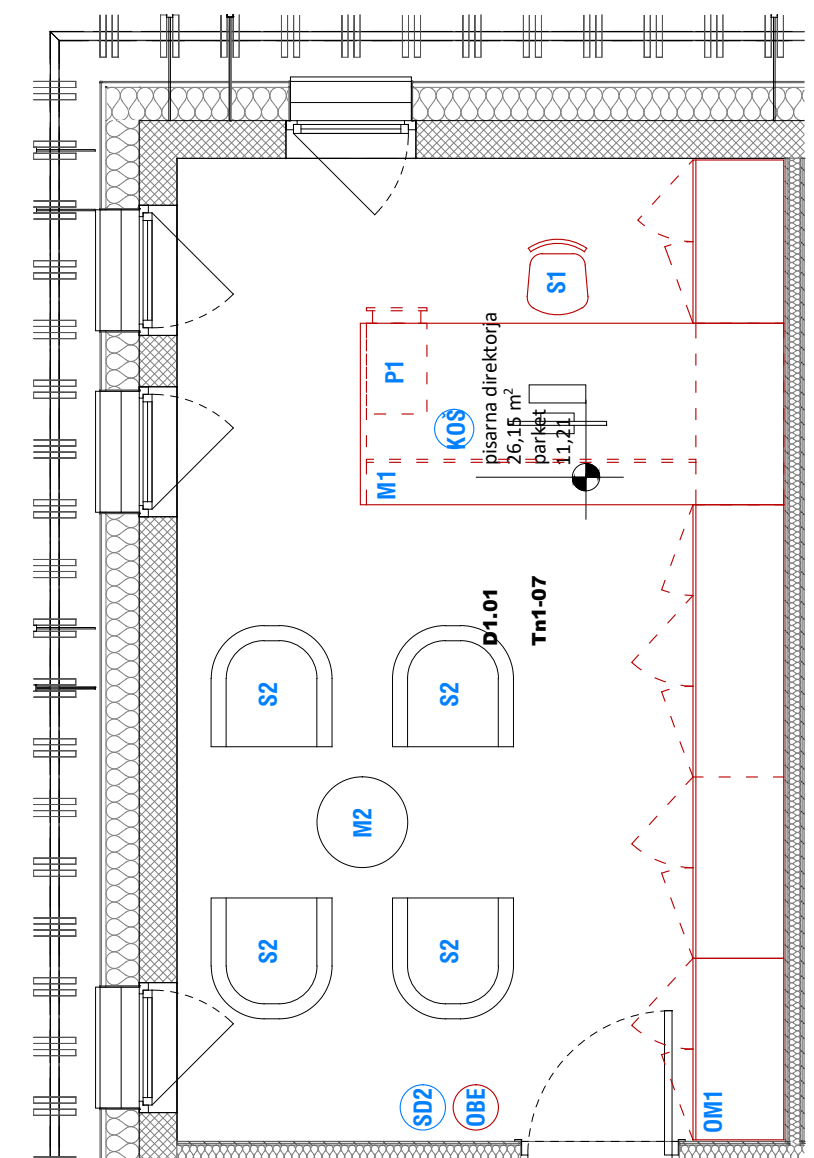 S1
P1
KOŠ
M1
pisarna direktorja
26,15 m²
parket
11,21
D1.01
Tn1-07
S2
S2
M2
S2
S2
SD2
OBE
OM1